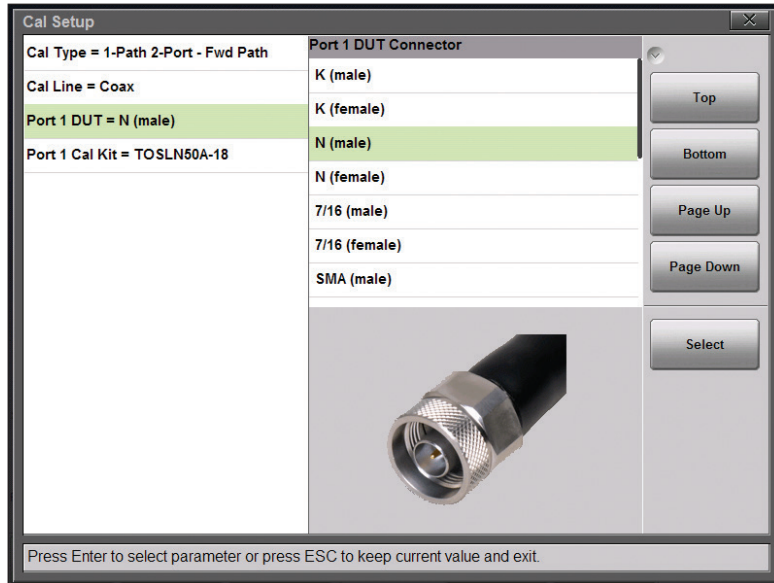 Cal Setup
Cal Type = 1-Path 2-Port - Fwd Path
Cal Line = Coax
Port 1 DUT = N (male)
Port 1 Cal Kit = TOSLN50A-18
Port 1 DUT Connector
K (male)
K (female)
N (male)
N (female)
7/16 (male)
7/16 (female)
SMA (male)
Top
Bottom
Page Up
Page Down
Select
Press Enter to select parameter or press ESC to keep current value and exit.